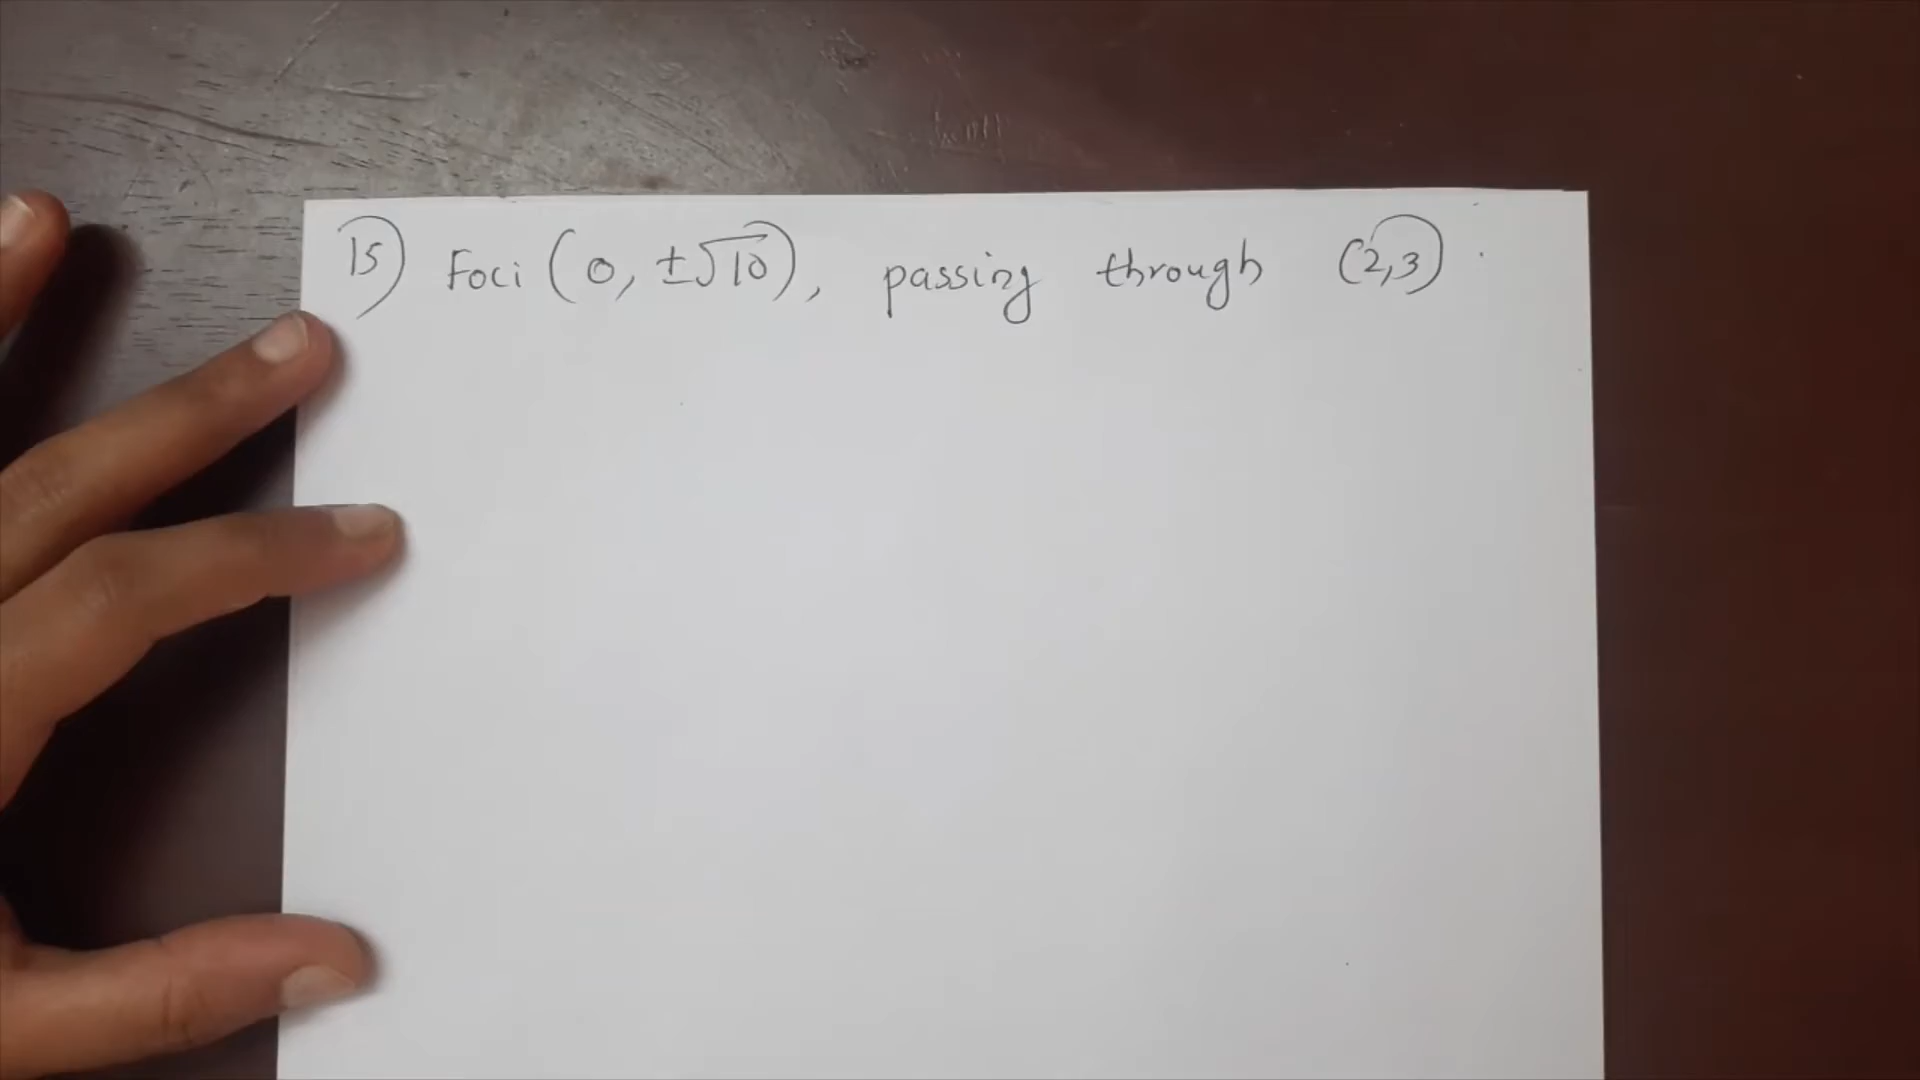 15) Foci (0, ±√10), passing through (2,3).